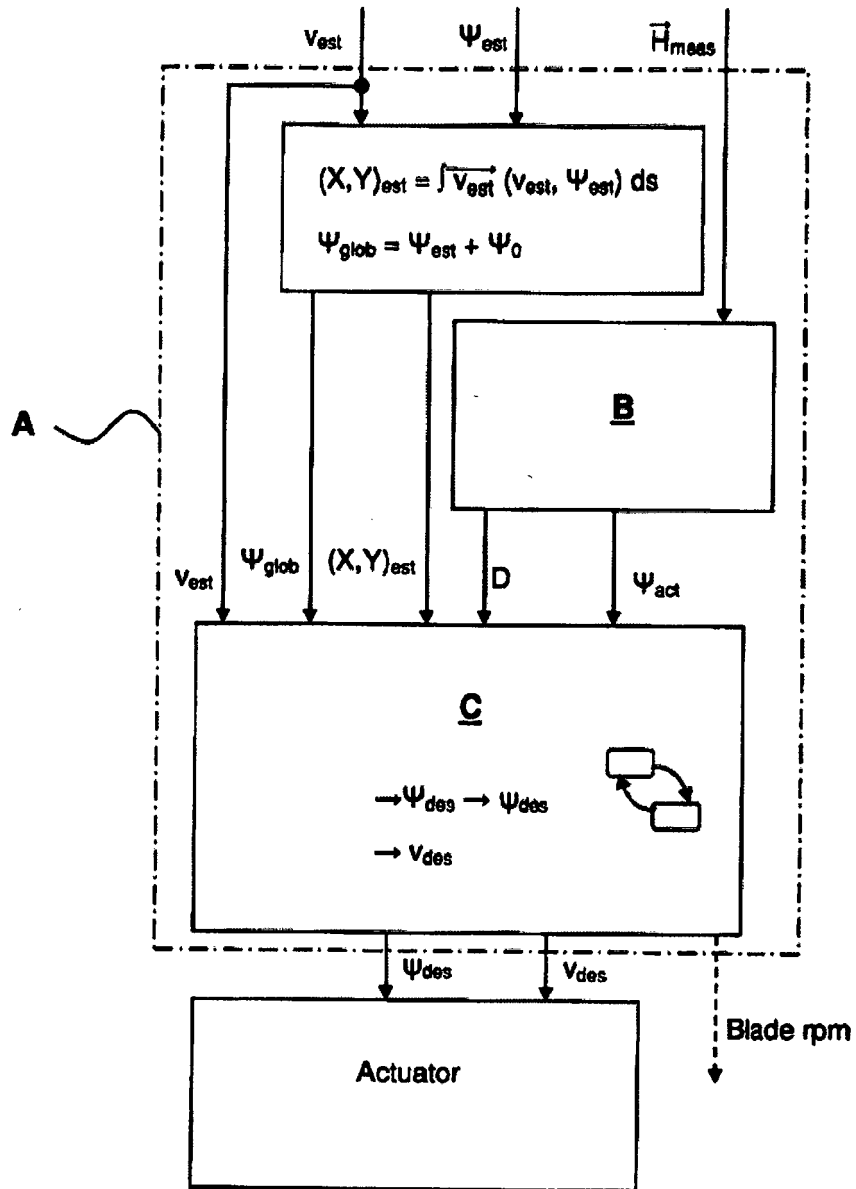 v_est Ψ_est H⃗_meas
(X,Y)_est = ∫v_est⃗ (v_est, Ψ_est) ds
Ψ_glob = Ψ_est + Ψ_0
B
A
v_est Ψ_glob (X,Y)_est D Ψ_act
C
→Ψ_des → ψ_des
→ v_des
ψ_des v_des
Blade rpm
Actuator